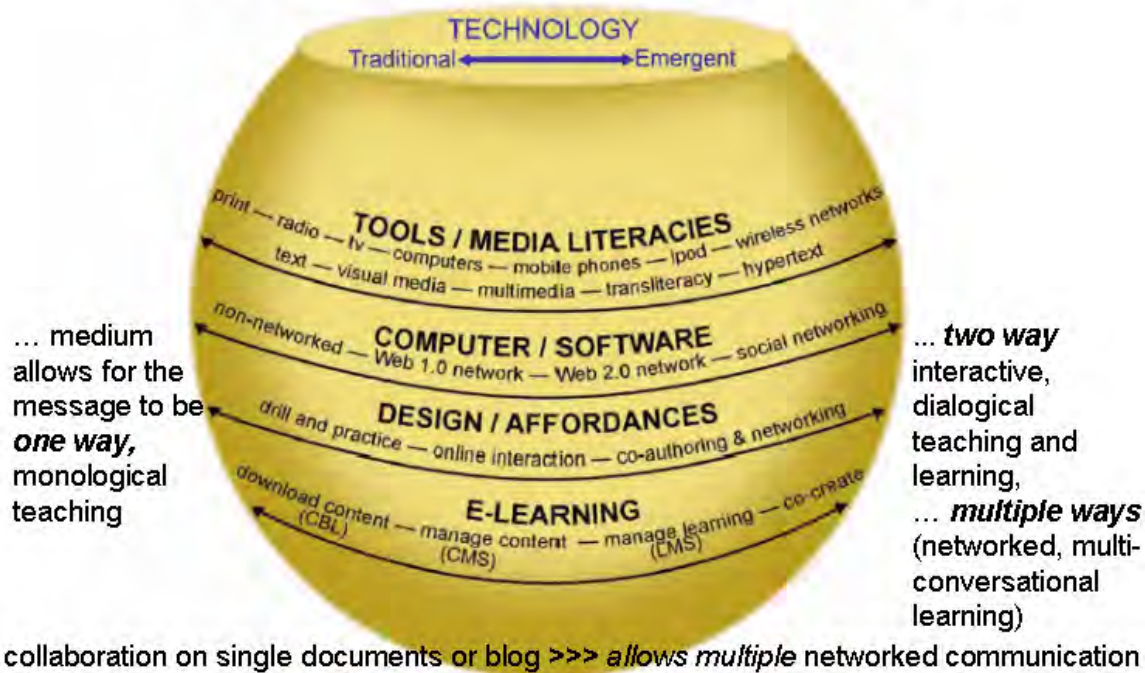 TECHNOLOGY
Traditional Emergent
print — radio — tv — computers — mobile phones — ipod — wireless networks
TOOLS / MEDIA LITERACIES
text — visual media — multimedia — transliteracy — hypertext
non-networked — Web 1.0 network — Web 2.0 network — social networking
COMPUTER / SOFTWARE
drill and practice — online interaction — co-authoring & networking
DESIGN / AFFORDANCES
download content — manage content — manage learning — co-create
(CBL) (CMS) (LMS)
E-LEARNING
... medium
allows for the
message to be
one way,
monological
teaching
... two way
interactive,
dialogical
teaching and
learning,
... multiple ways
(networked, multi-
conversational
learning)
collaboration on single documents or blog >>> allows multiple networked communication